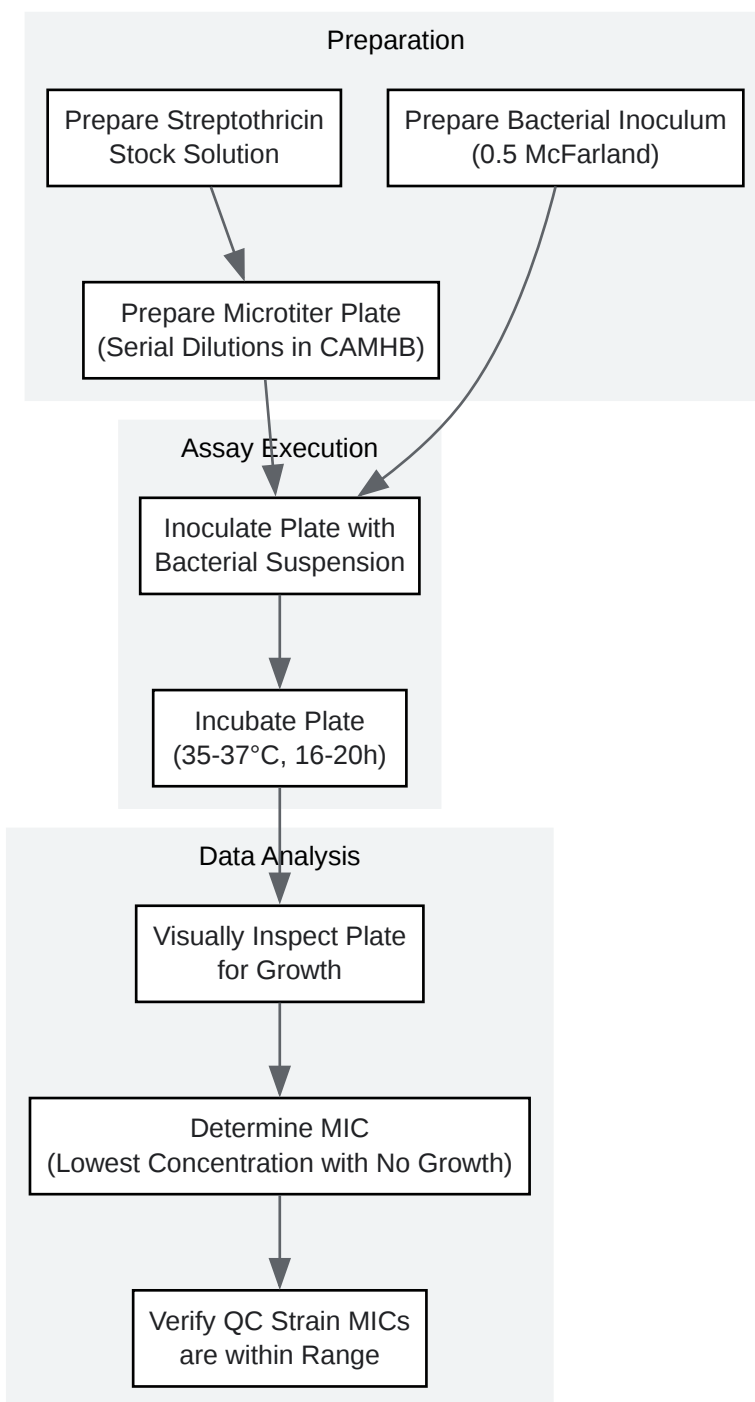 Preparation
Prepare Streptothricin
Stock Solution
Prepare Bacterial Inoculum
(0.5 McFarland)
Prepare Microtiter Plate
(Serial Dilutions in CAMHB)
Assay Execution
Inoculate Plate with
Bacterial Suspension
Incubate Plate
(35-37°C, 16-20h)
Data Analysis
Visually Inspect Plate
for Growth
Determine MIC
(Lowest Concentration with No Growth)
Verify QC Strain MICs
are within Range